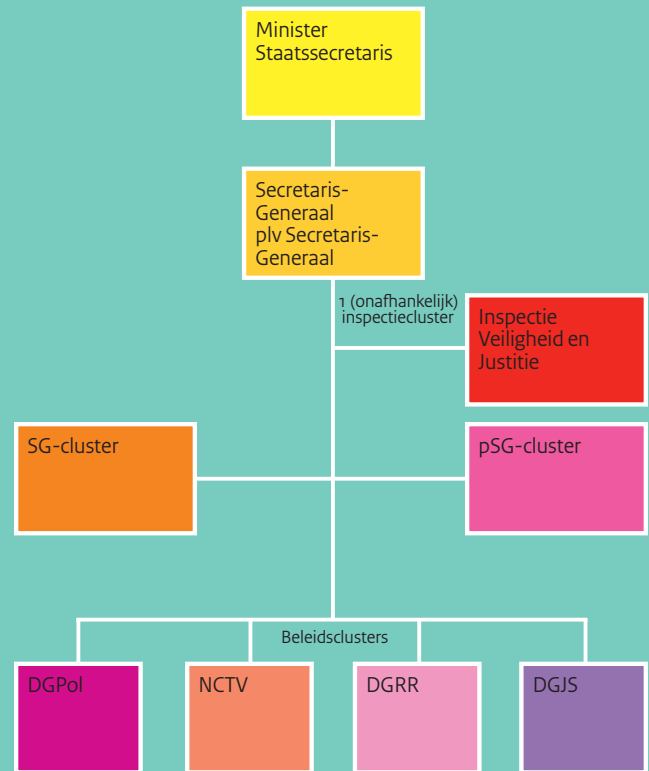 Minister
Staatssecretaris
Secretaris-
Generaal
plv Secretaris-
Generaal
1 (onafhankelijk)
inspectiecluster
Inspectie
Veiligheid en
Justitie
SG-cluster
pSG-cluster
Beleidsclusters
DGPol
NCTV
DGRR
DGJS